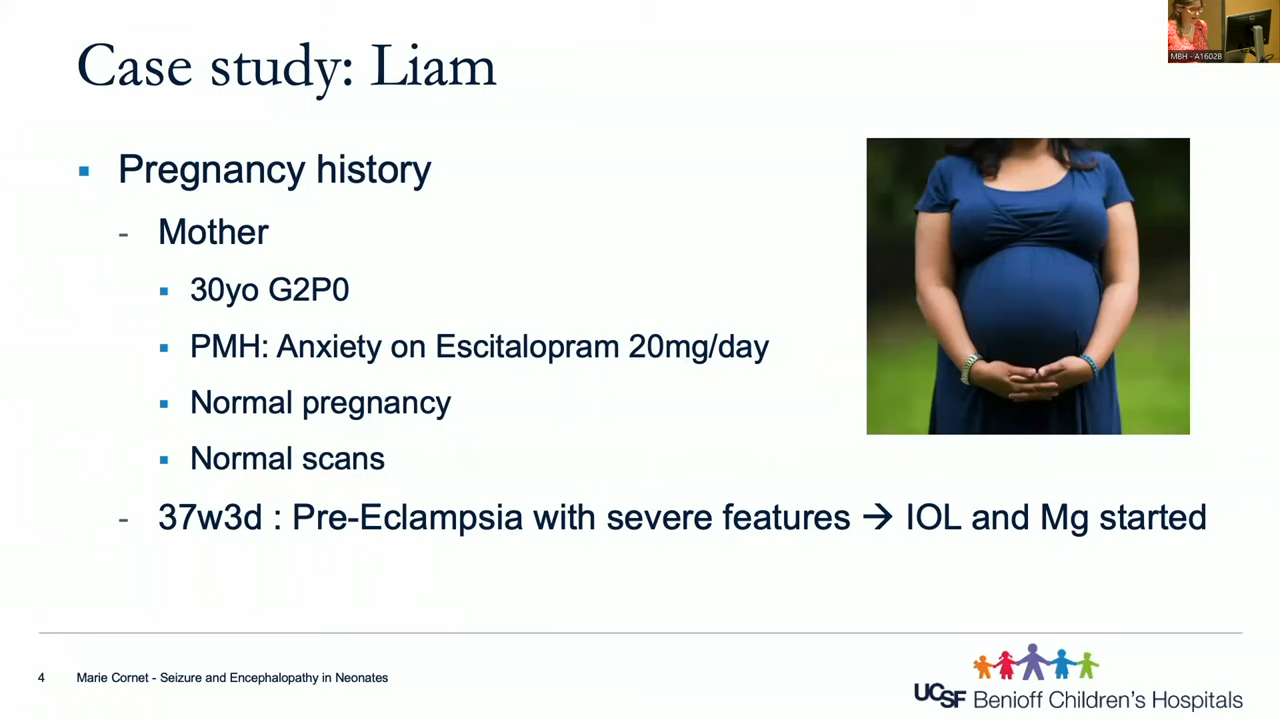 Case study: Liam
MBH - A1602B
▪ Pregnancy history
- Mother
▪ 30yo G2P0
▪ PMH: Anxiety on Escitalopram 20mg/day
▪ Normal pregnancy
▪ Normal scans
- 37w3d : Pre-Eclampsia with severe features → IOL and Mg started
4 Marie Cornet - Seizure and Encephalopathy in Neonates
UCSF Benioff Children's Hospitals